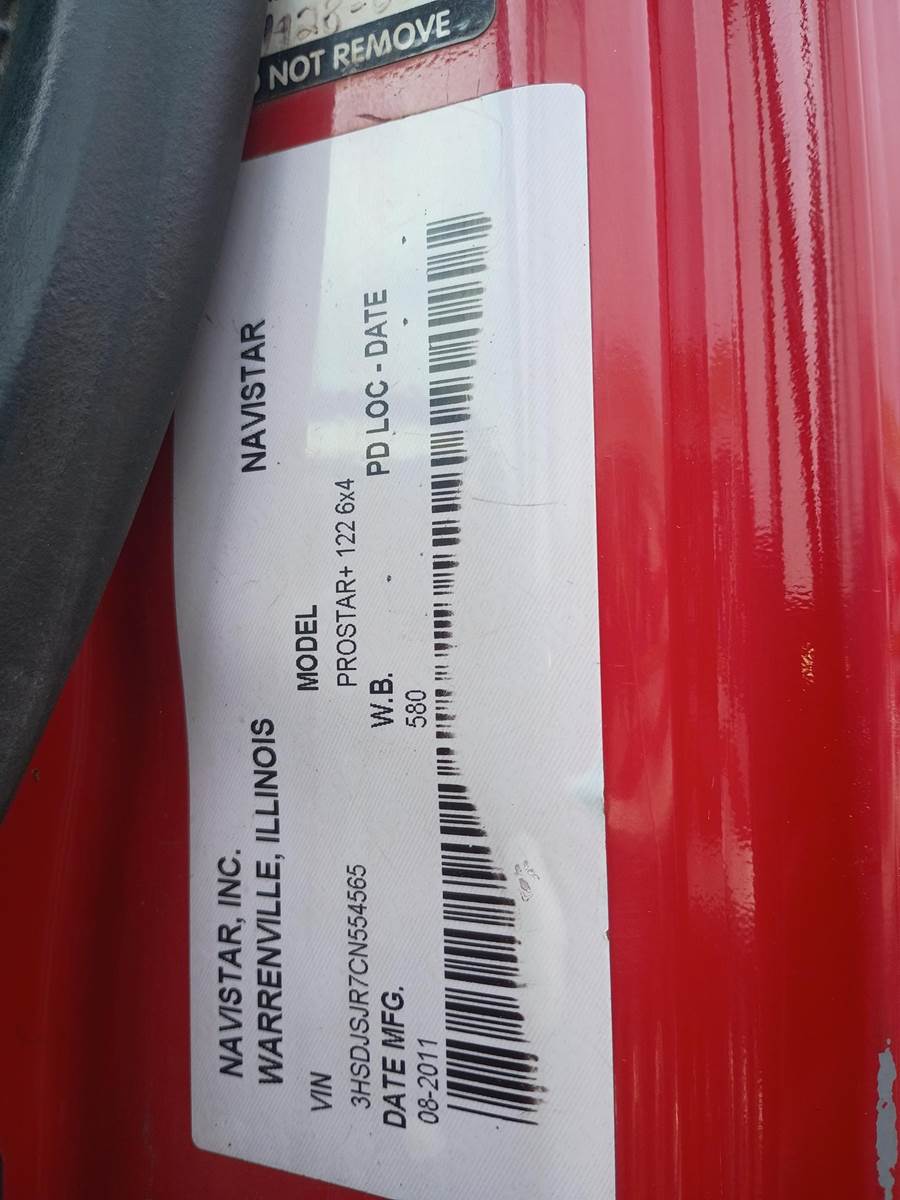 NOT REMOVE
NAVISTAR, INC.
WARRENVILLE, ILLINOIS
NAVISTAR
VIN
MODEL
3HSDJSJR7CN554565
PROSTAR+ 122 6x4
DATE MFG.
W.B.
PD LOC - DATE
08-2011
580